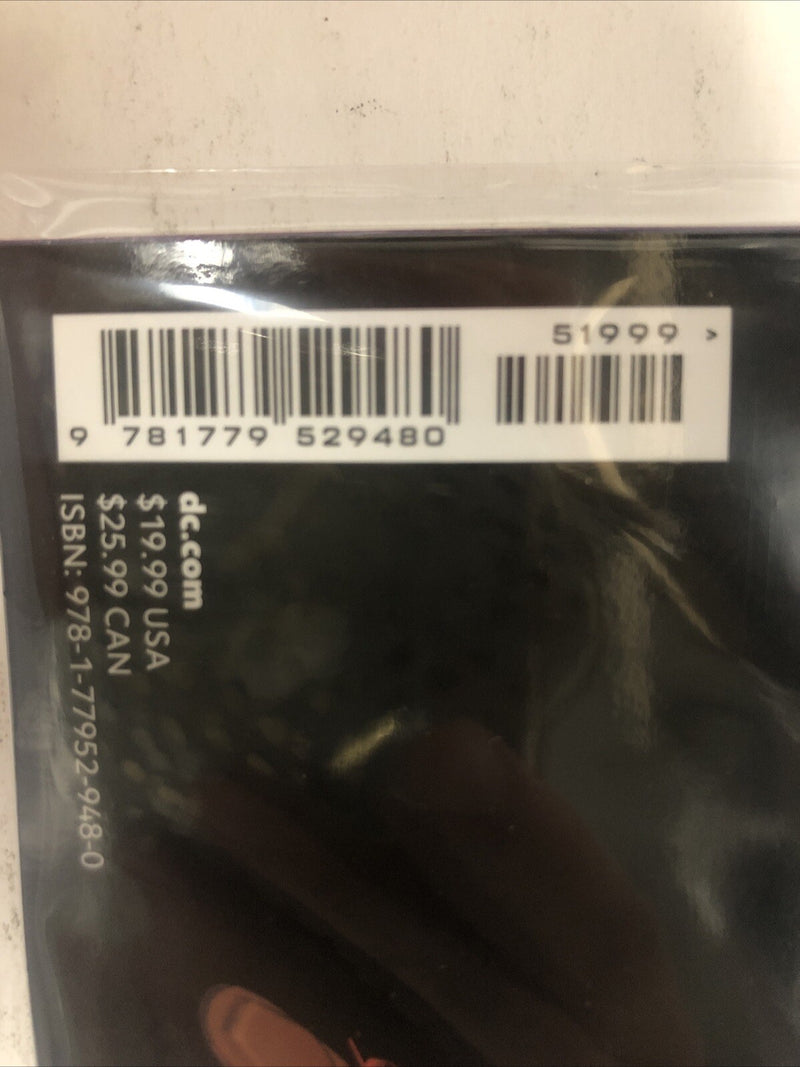 51999 >
9 781779 529480
dc.com
$19.99 USA
$25.99 CAN
ISBN: 978-1-77952-948-0